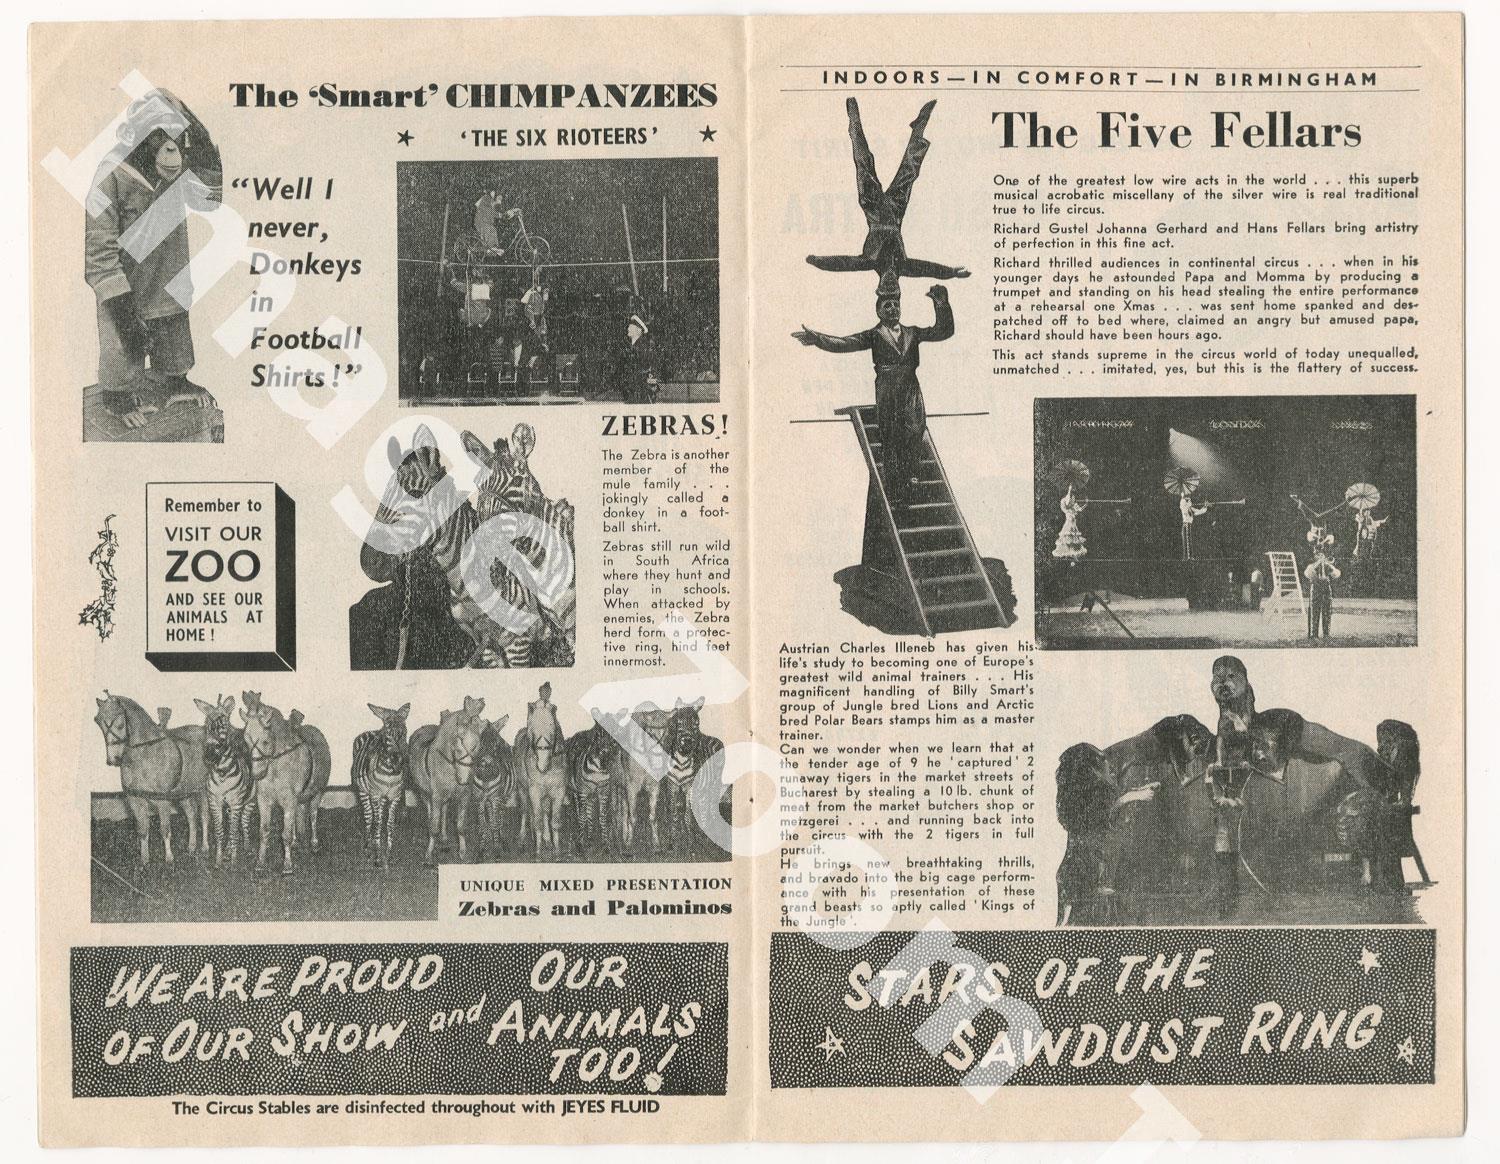 The 'Smart' CHIMPANZEES
'THE SIX RIOTEERS'
"Well I
never,
Donkeys
in
Football
Shirts!"
ZEBRAS!
The Zebra is another
member of the
mule family . . .
jokingly called a
donkey in a foot-
ball shirt.
Zebras still run wild
in South Africa
where they hunt and
play in schools.
When attacked by
enemies, the Zebra
herd form a protec-
tive ring, hind feet
innermost.
Remember to
VISIT OUR
ZOO
AND SEE OUR
ANIMALS AT
HOME!
UNIQUE MIXED PRESENTATION
Zebras and Palominos
WE ARE PROUD
OF OUR SHOW and OUR
ANIMALS
TOO!
The Circus Stables are disinfected throughout with JEYES FLUID
INDOORS—IN COMFORT—IN BIRMINGHAM
The Five Fellars
One of the greatest low wire acts in the world . . . this superb
musical acrobatic miscellany of the silver wire is real traditional
true to life circus.
Richard Gustel Johanna Gerhard and Hans Fellars bring artistry
of perfection in this fine act.
Richard thrilled audiences in continental circus . . . when in his
younger days he astounded Papa and Momma by producing a
trumpet and standing on his head stealing the entire performance
at a rehearsal one Xmas . . . was sent home spanked and des-
patched off to bed where, claimed an angry but amused papa,
Richard should have been hours ago.
This act stands supreme in the circus world of today unequalled,
unmatched . . . imitated, yes, but this is the flattery of success.
LONDON
Austrian Charles Illeneb has given his
life's study to becoming one of Europe's
greatest wild animal trainers . . . His
magnificent handling of Billy Smart's
group of Jungle bred Lions and Arctic
bred Polar Bears stamps him as a master
trainer.
Can we wonder when we learn that at
the tender age of 9 he 'captured' 2
runaway tigers in the market streets of
Bucharest by stealing a 10 lb. chunk of
meat from the market butchers shop or
metzgerei . . . and running back into
the circus with the 2 tigers in full
pursuit.
He brings new breathtaking thrills,
and bravado into the big cage perform-
ance with his presentation of these
grand beasts so aptly called 'Kings of
the Jungle'.
STARS OF THE
SAWDUST RING
imageZoom